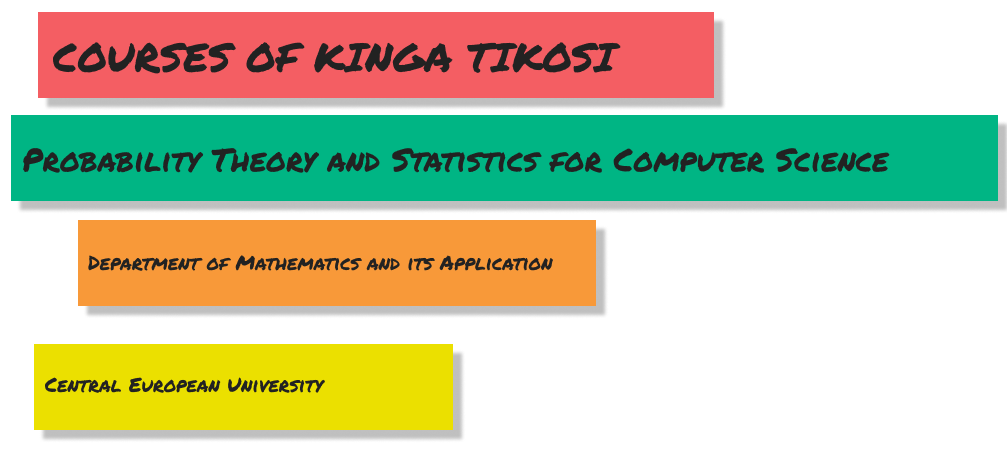 COURSES OF KINGA TIKOSI
PROBABILITY THEORY AND STATISTICS FOR COMPUTER SCIENCE
DEPARTMENT OF MATHEMATICS AND ITS APPLICATION
CENTRAL EUROPEAN UNIVERSITY